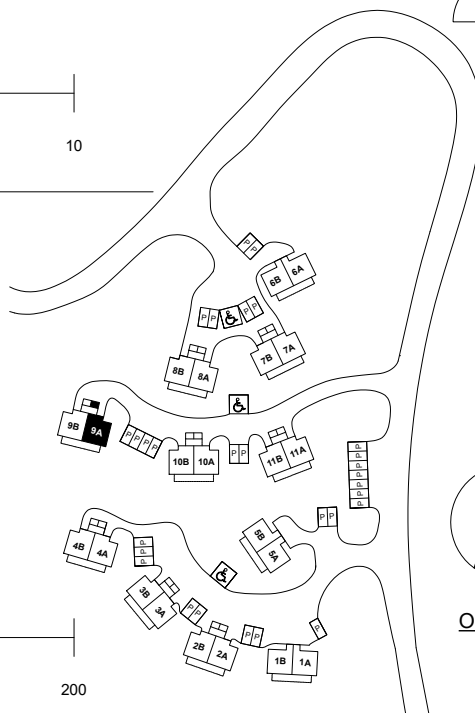 10
P P
6B 6A
P P P P
7B 7A
8B 8A
9B 9A
P P P P
10B 10A
P P
11B 11A
P P P P P P P
P P
5B 5A
4B 4A
P P P
3B 3A
P P
2B 2A
P P
1B 1A
P
O
200